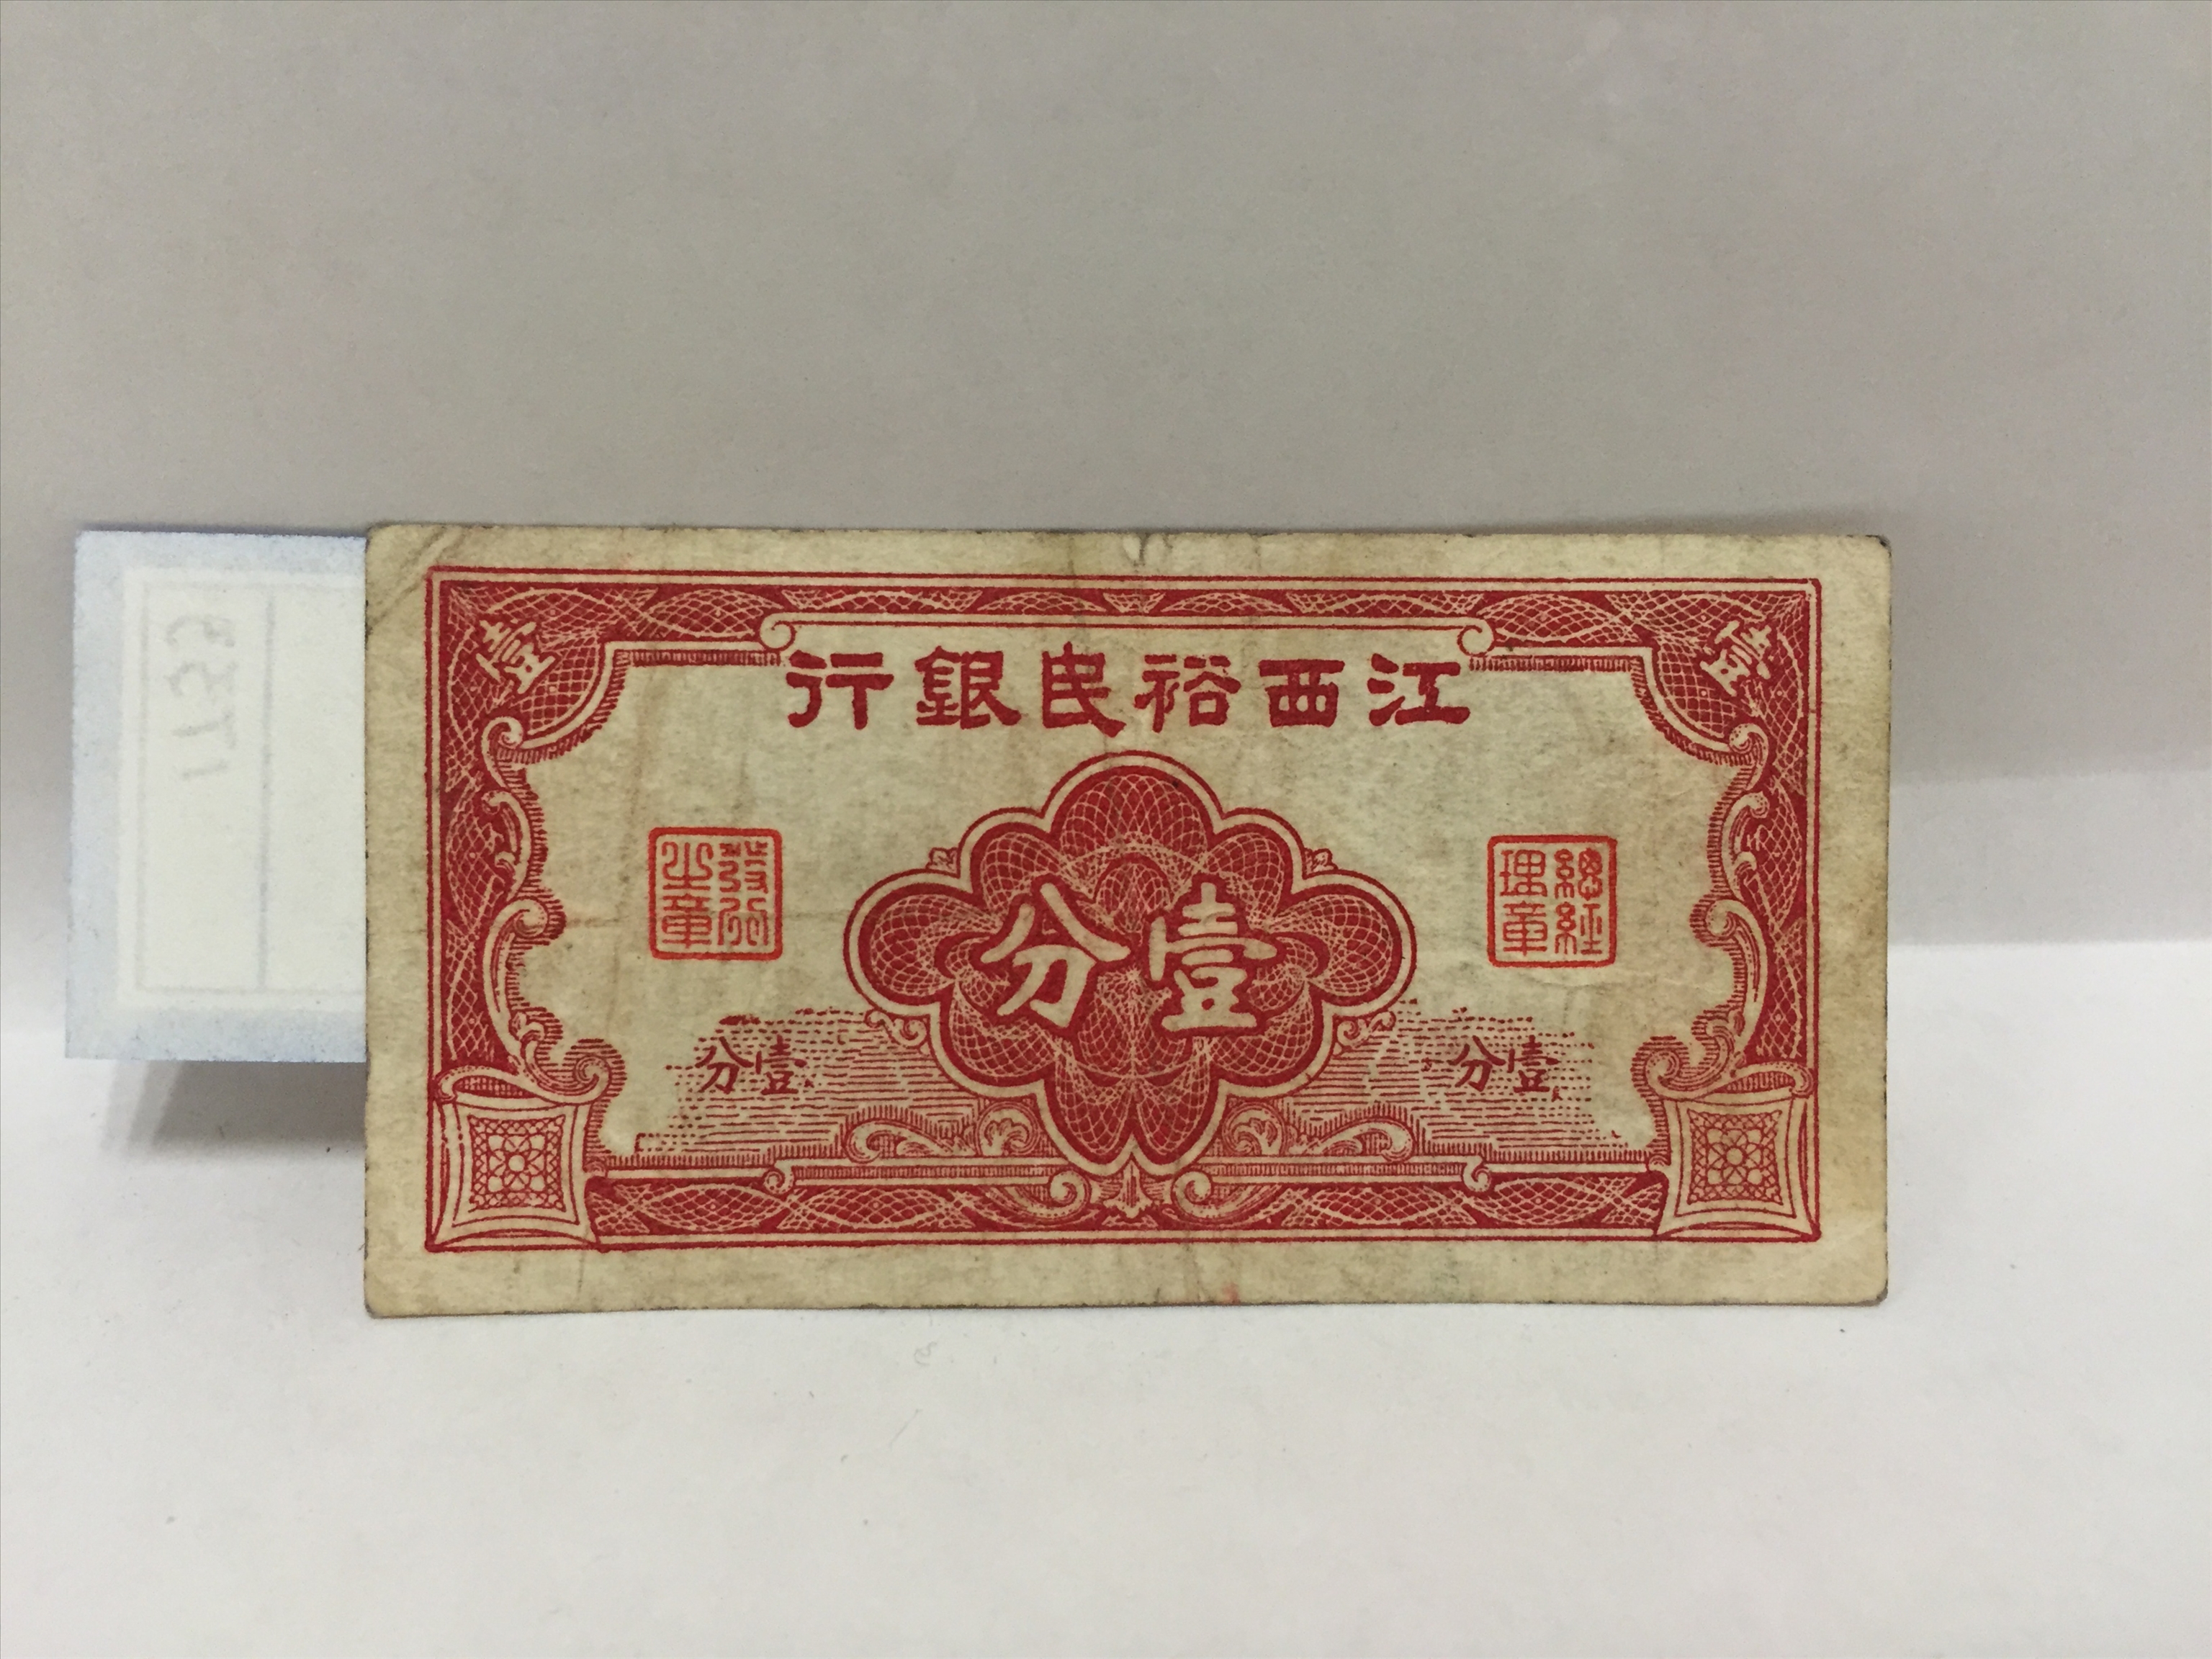 壹
壹
江西裕民銀行
總經理章
發行之章
壹分
壹分
壹分